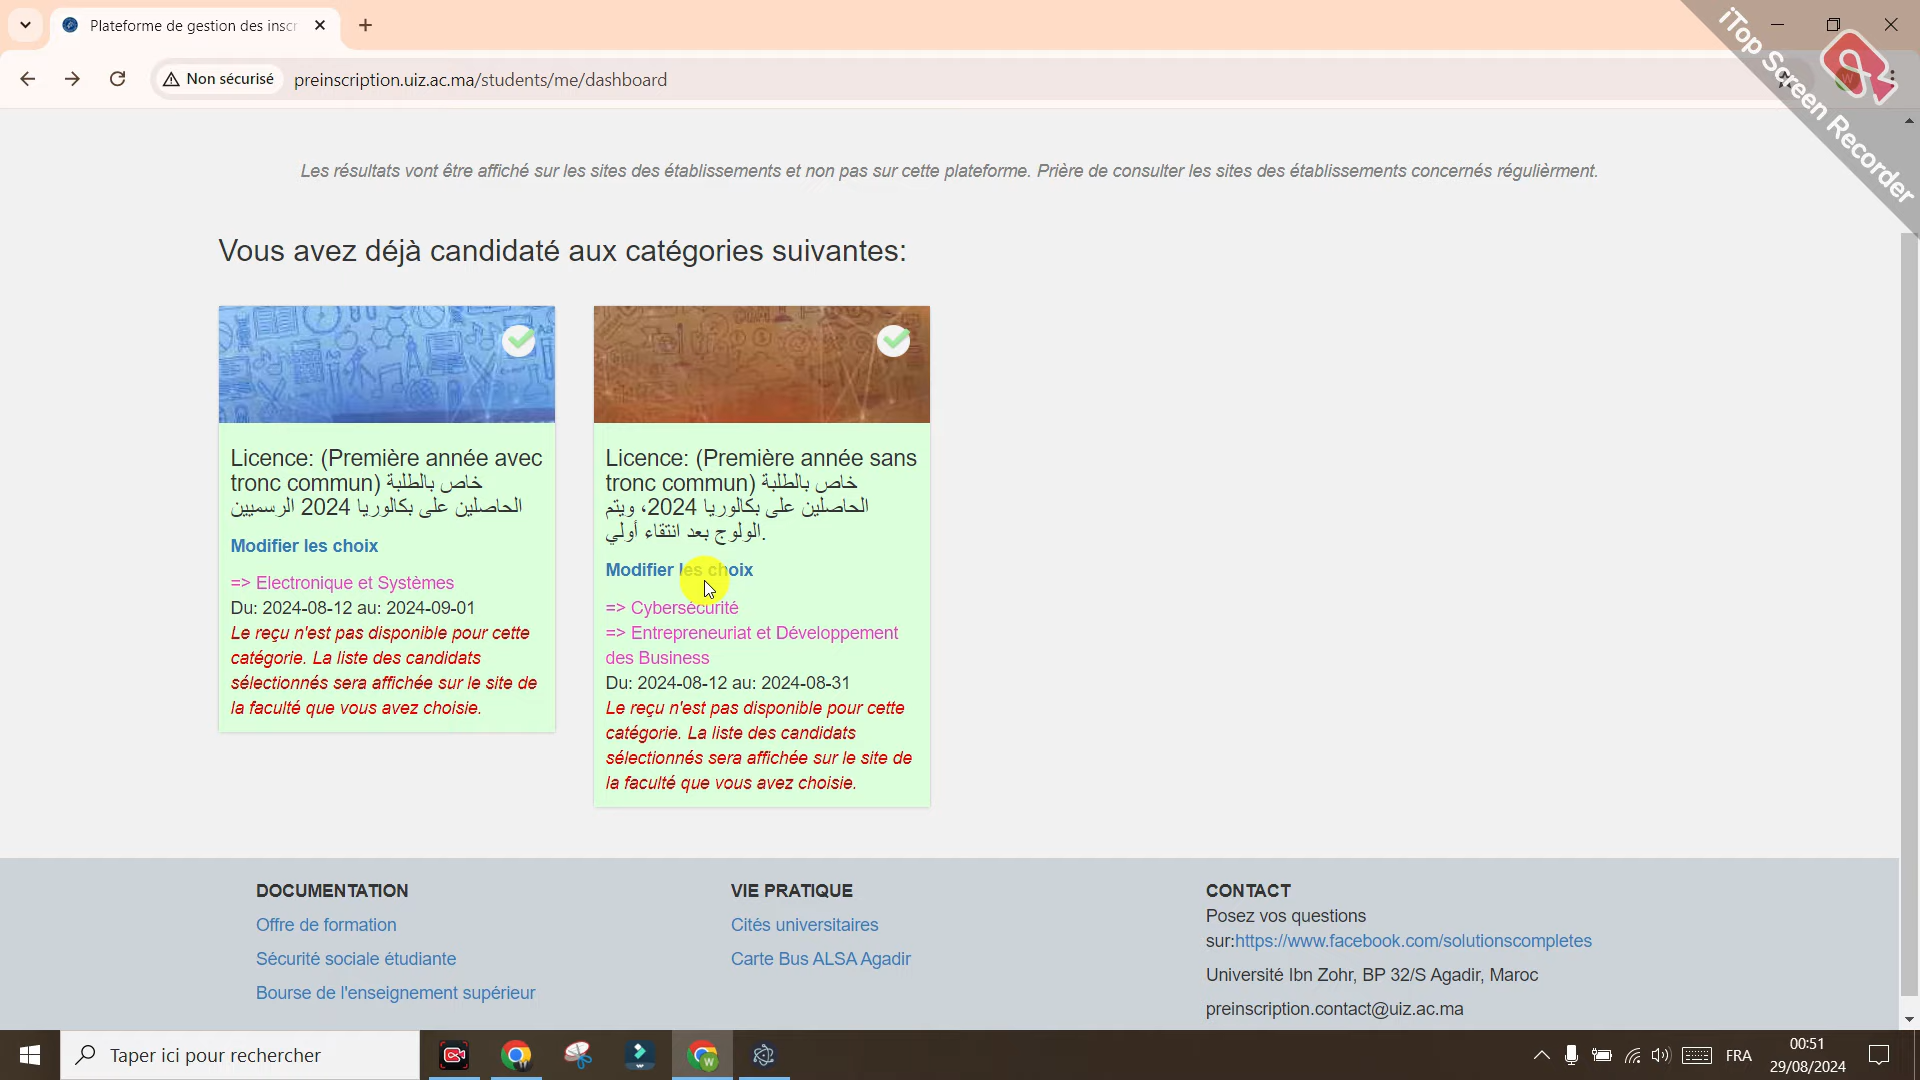 Plateforme de gestion des inscr
Non sécurisé
preinscription.uiz.ac.ma/students/me/dashboard
iTop Screen Recorder
Les résultats vont être affiché sur les sites des établissements et non pas sur cette plateforme. Prière de consulter les sites des établissements concernés régulièrment.
Vous avez déjà candidaté aux catégories suivantes:
Licence: (Première année avec
tronc commun) خاص بالطلبة
الحاصلين على بكالوريا 2024 الرسميين
Modifier les choix
=> Electronique et Systèmes
Du: 2024-08-12 au: 2024-09-01
Le reçu n'est pas disponible pour cette
catégorie. La liste des candidats
sélectionnés sera affichée sur le site de
la faculté que vous avez choisie.
Licence: (Première année sans
tronc commun) خاص بالطلبة
الحاصلين على بكالوريا 2024، ويتم
الولوج بعد انتقاء أولي.
Modifier les choix
=> Cybersécurité
=> Entrepreneuriat et Développement
des Business
Du: 2024-08-12 au: 2024-08-31
Le reçu n'est pas disponible pour cette
catégorie. La liste des candidats
sélectionnés sera affichée sur le site de
la faculté que vous avez choisie.
DOCUMENTATION
Offre de formation
Sécurité sociale étudiante
Bourse de l'enseignement supérieur
VIE PRATIQUE
Cités universitaires
Carte Bus ALSA Agadir
CONTACT
Posez vos questions
sur:https://www.facebook.com/solutionscompletes
Université Ibn Zohr, BP 32/S Agadir, Maroc
preinscription.contact@uiz.ac.ma
Taper ici pour rechercher
FRA
00:51
29/08/2024